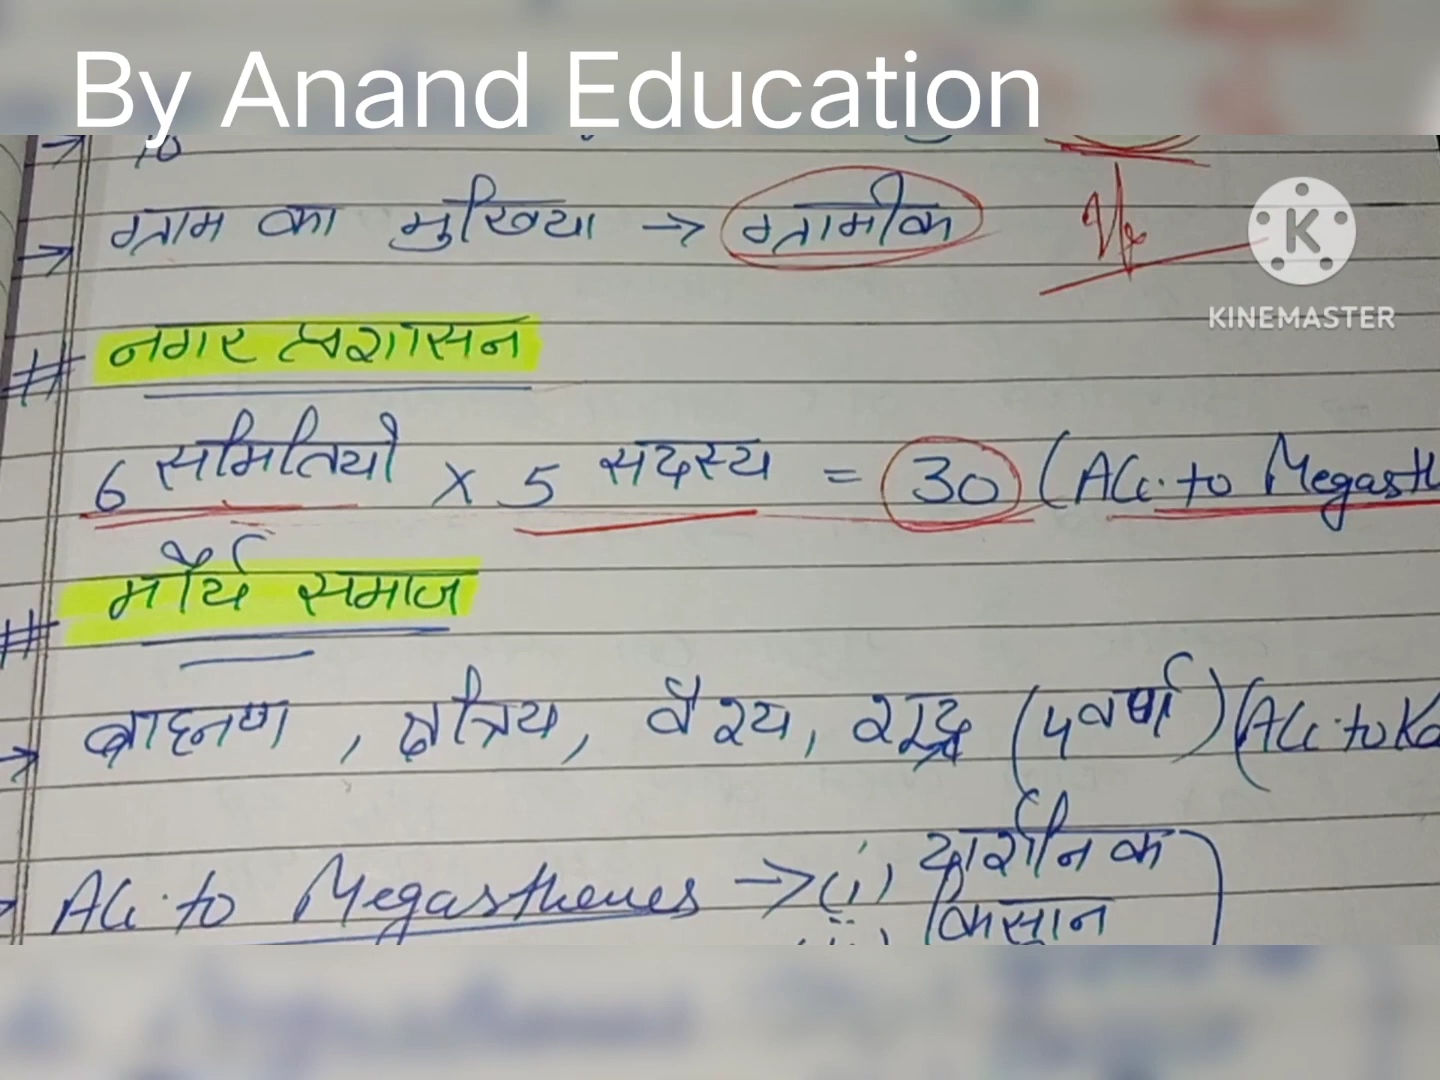 By Anand Education
→ ग्राम का मुखिया → ग्रामीक
KINEMASTER
# नगर प्रशासन
6 समितियाँ × 5 सदस्य = 30 (Acc. to Megasth
# मौर्य समाज
→ ब्राह्मण, क्षत्रिय, वैश्य, शूद्र (4 वर्ण) (Acc. to Ka
Acc. to Megasthenes → (i) दार्शनिक
(ii) किसान